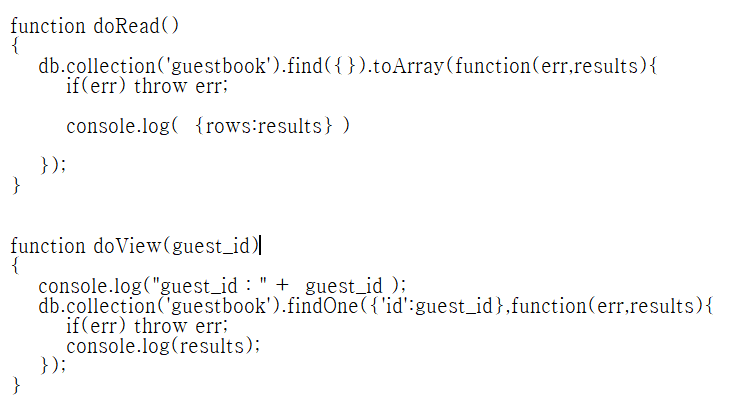 function doRead()
{
db.collection('guestbook').find({}).toArray(function(err,results){
if(err) throw err;
console.log(  {rows:results} )
});
}
function doView(guest_id)
{
console.log("guest_id : " +  guest_id );
db.collection('guestbook').findOne({'id':guest_id},function(err,results){
if(err) throw err;
console.log(results);
});
}